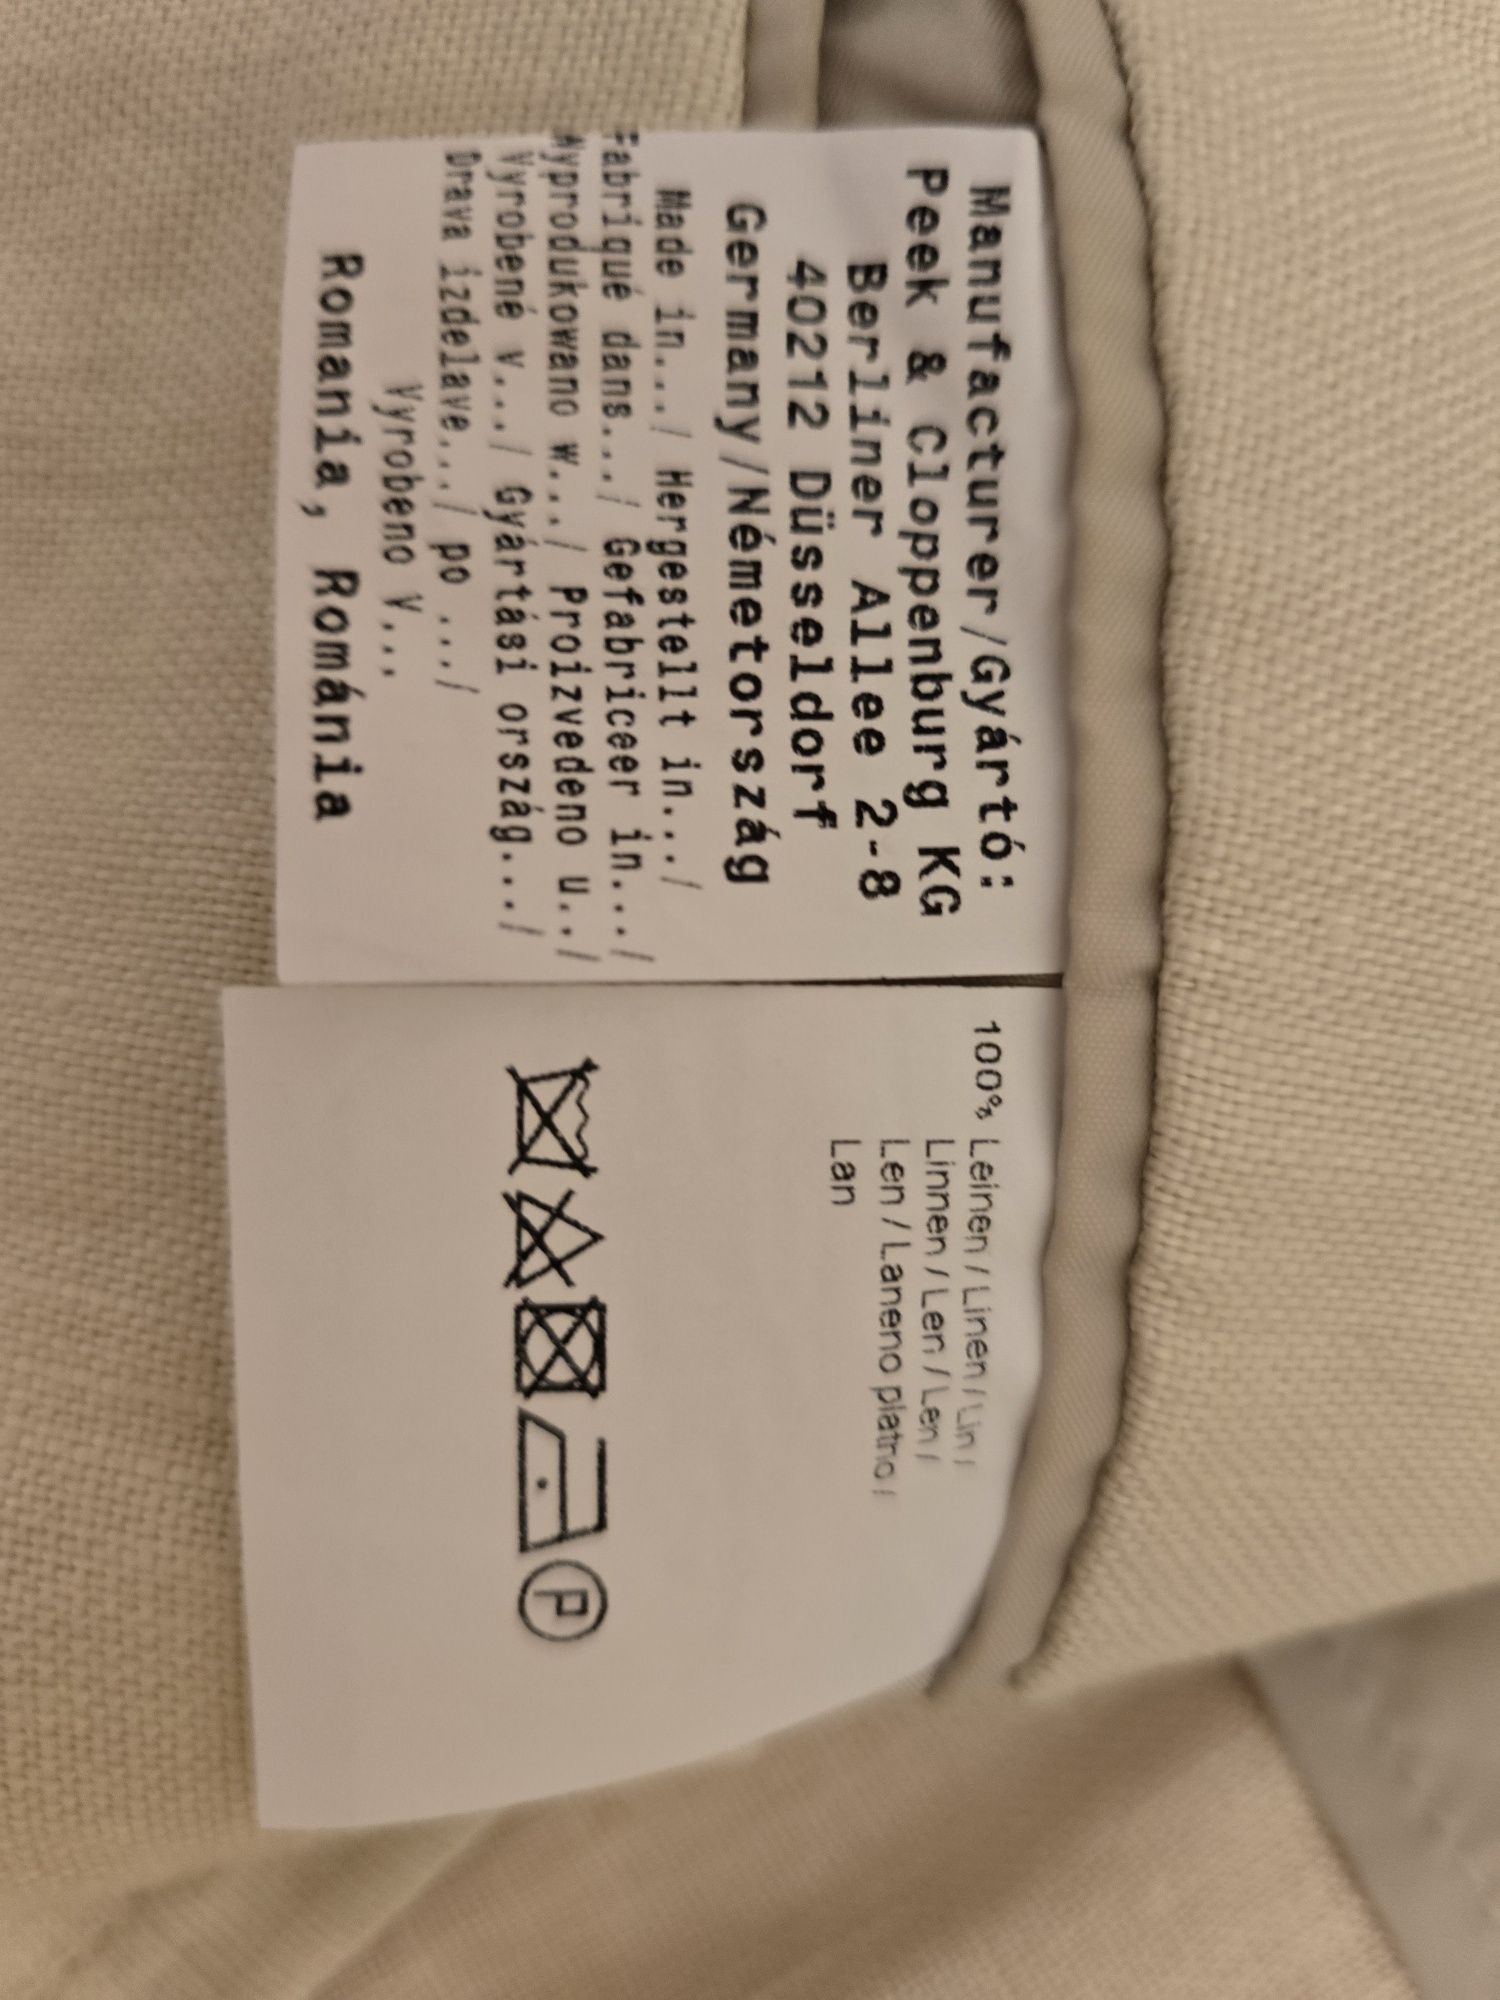 Manufacturer/Gyártó:
Peek & Cloppenburg KG
Berliner Allee 2-8
40212 Düsseldorf
Germany/Németország
Made in.../ Hergestellt in.../
Fabriqué dans.../ Gefabriceer in.../
Wyprodukowano w.../ Proizvedeno u../
Vyrobené v.../ Gyártási ország.../
Drava izdelave../ po .../
Vyrobeno V...
Romania, Románia
100% Leinen / Linen / Lin /
Linnen / Len / Len /
Len / Laneno platno /
Lan
P